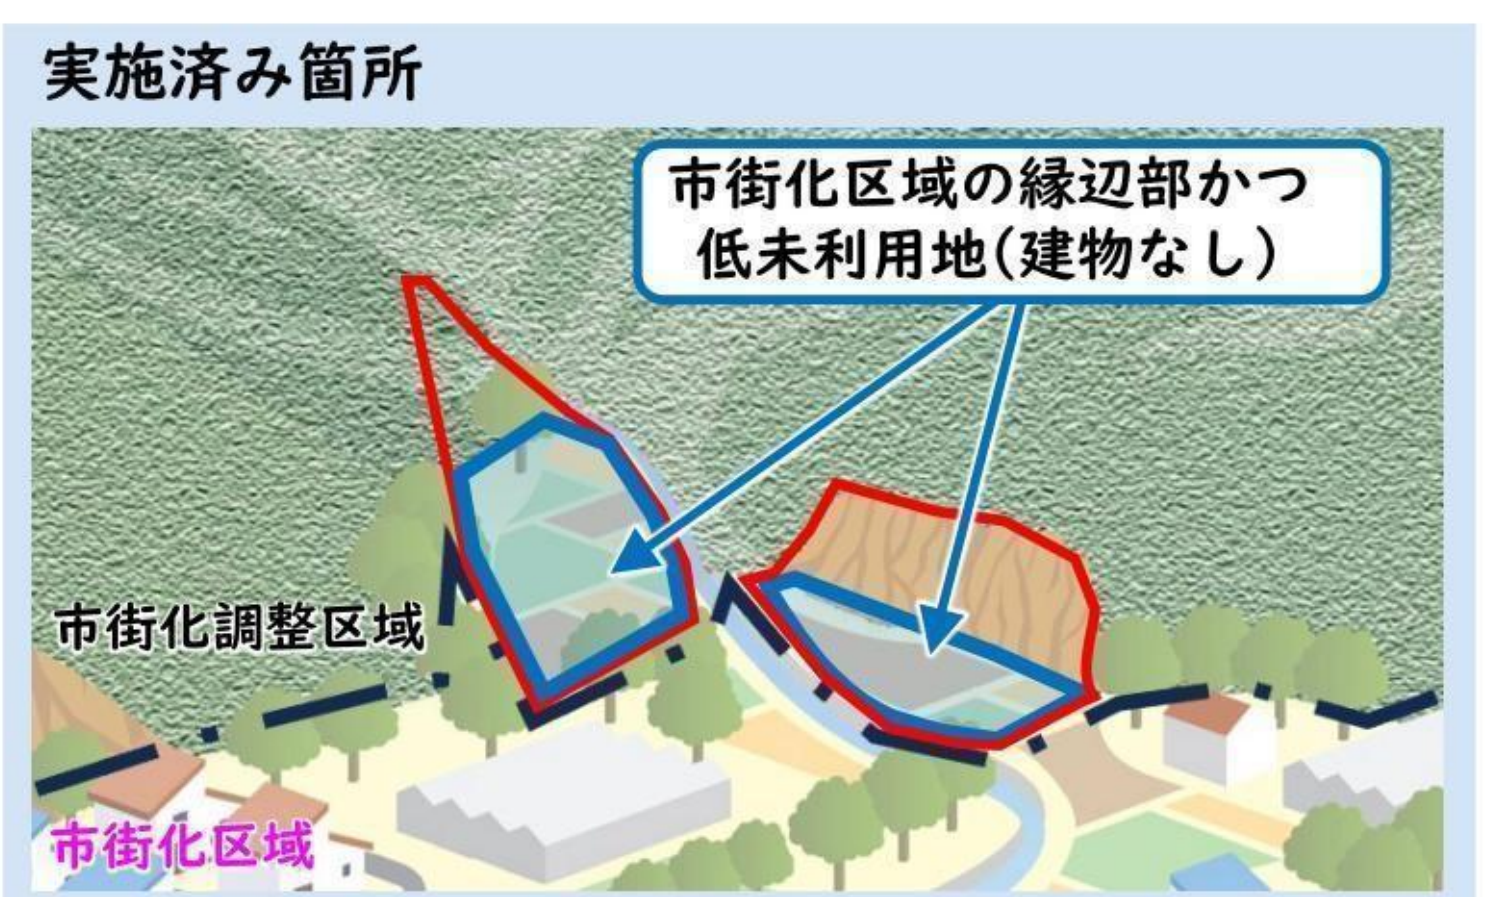 実施済み箇所
市街化区域の縁辺部かつ
低未利用地(建物なし)
市街化調整区域
市街化区域